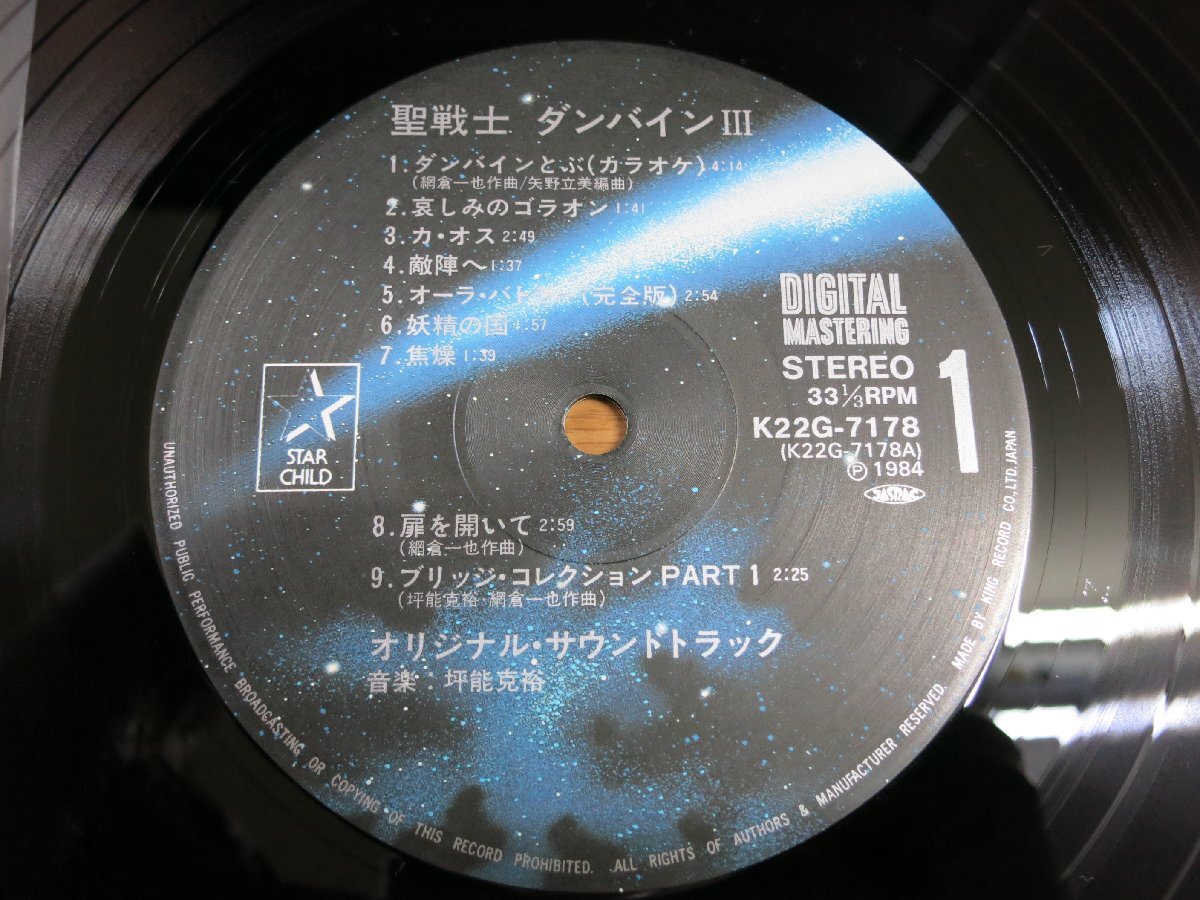 聖戦士 ダンバイン III
1. ダンバインとぶ(カラオケ) 4:14
(網倉一也作曲/矢野立美編曲)
2. 哀しみのゴラオン 1:41
3. カ・オス 2:49
4. 敵陣へ 1:37
5. オーラ・バトラー (完全版) 2:54
6. 妖精の国 4:57
7. 焦燥 1:39
STAR
CHILD
DIGITAL
MASTERING
STEREO
33 1/3 RPM
K22G-7178
(K22G-7178A)
Ⓟ 1984
JASRAC
1
8. 扉を開いて 2:59
(網倉一也作曲)
9. ブリッジ・コレクション PART 1 2:25
(坪能克裕 網倉一也作曲)
オリジナル・サウンドトラック
音楽:坪能克裕
UNAUTHORIZED PUBLIC PERFORMANCE BROADCASTING OR COPYING OF THIS RECORD PROHIBITED. ALL RIGHTS OF AUTHORS & MANUFACTURER RESERVED. MADE BY KING RECORD CO., LTD. JAPAN.